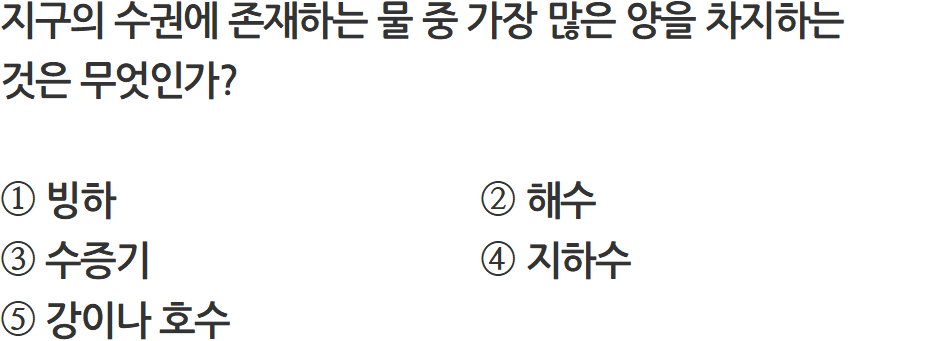 지구의 수권에 존재하는 물 중 가장 많은 양을 차지하는
것은 무엇인가?
① 빙하 ② 해수
③ 수증기 ④ 지하수
⑤ 강이나 호수